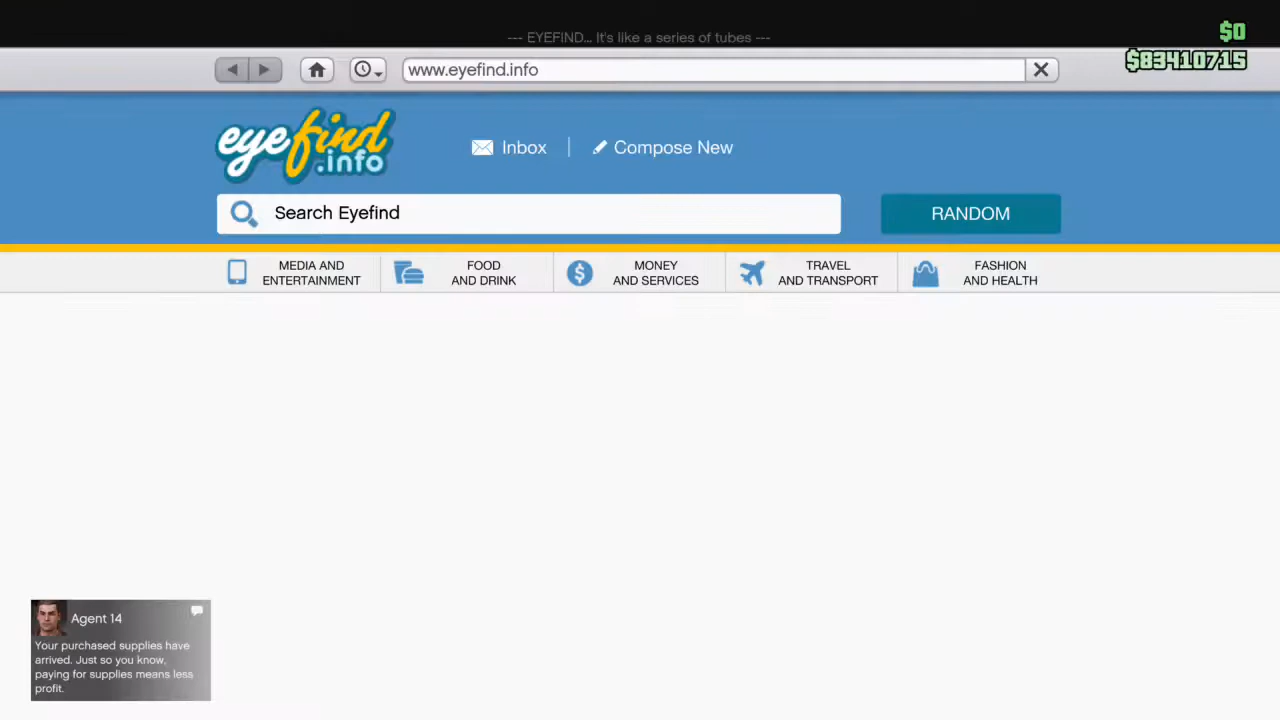 --- EYEFIND... It's like a series of tubes ---
$0
$83410715
www.eyefind.info
eyefind
.info
Inbox
Compose New
Search Eyefind
RANDOM
MEDIA AND
ENTERTAINMENT
FOOD
AND DRINK
MONEY
AND SERVICES
TRAVEL
AND TRANSPORT
FASHION
AND HEALTH
Agent 14
Your purchased supplies have
arrived. Just so you know,
paying for supplies means less
profit.